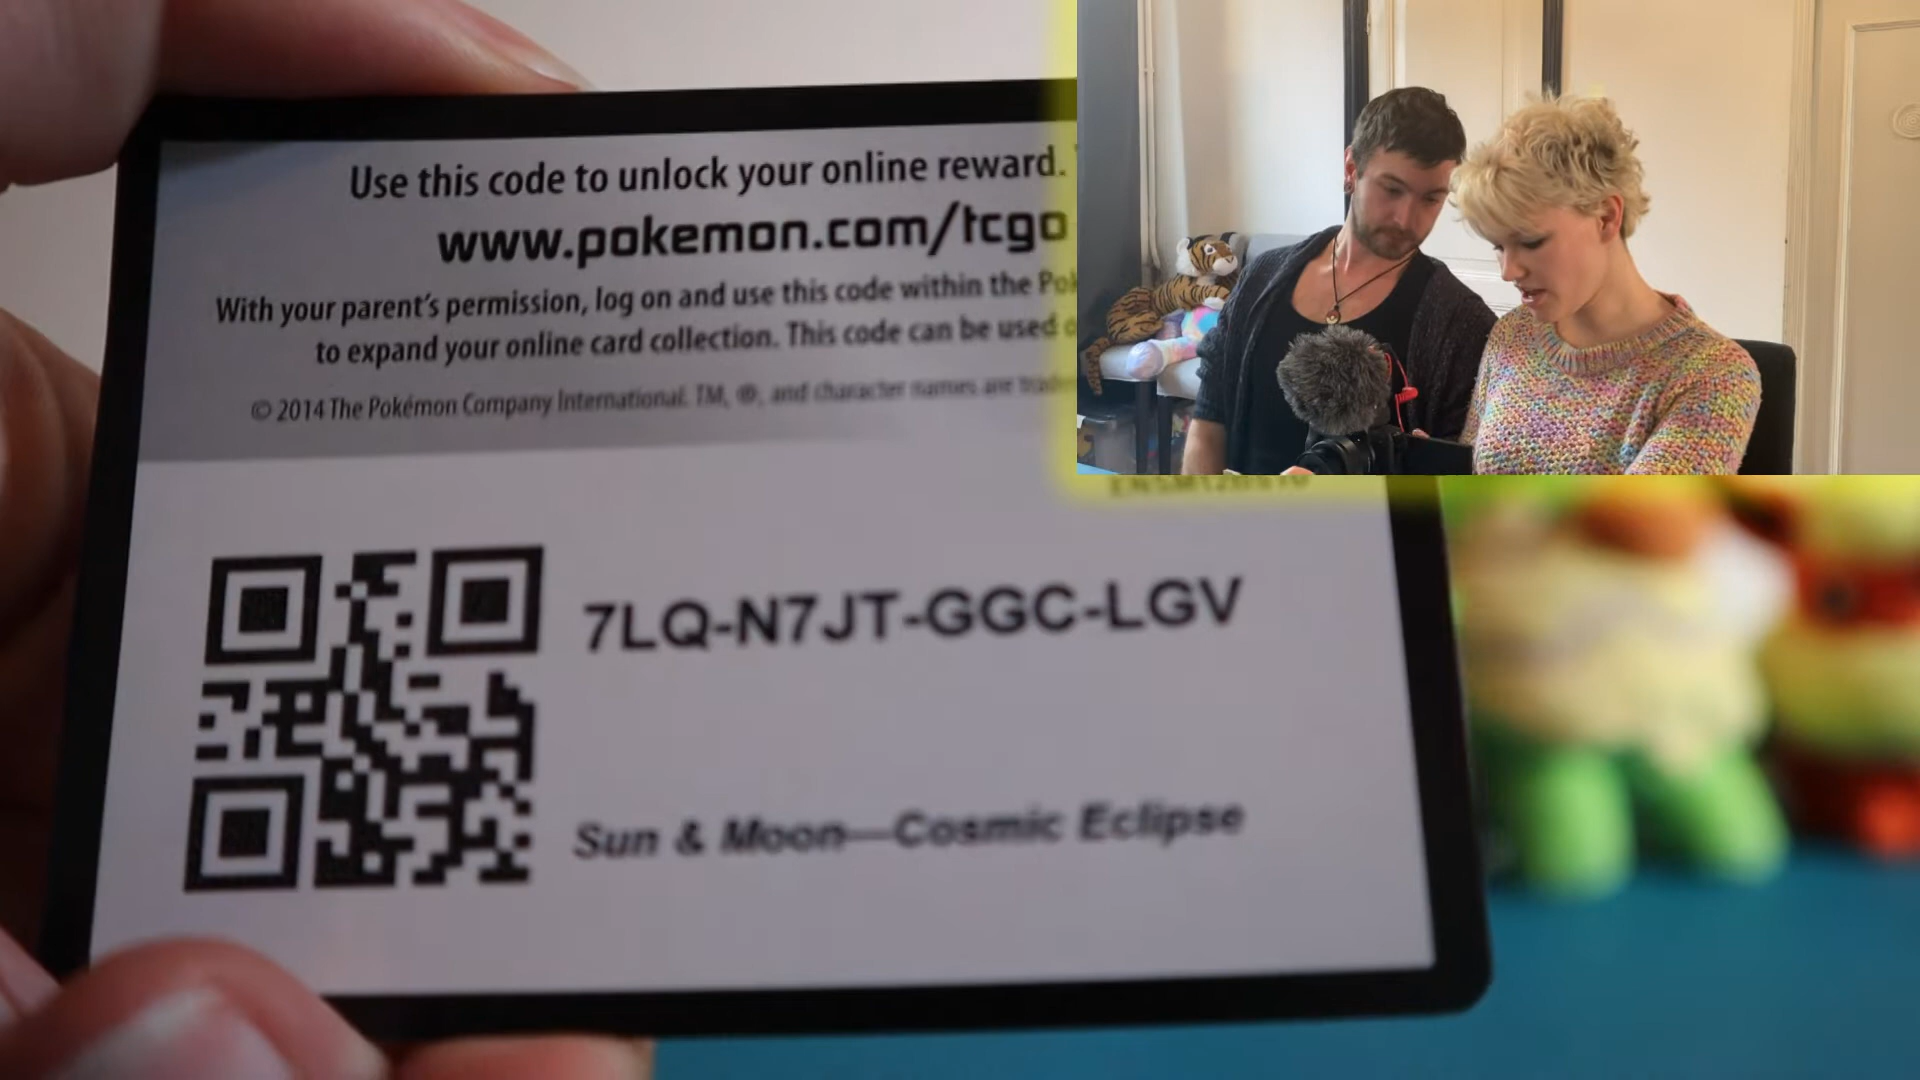 Use this code to unlock your online reward.
www.pokemon.com/tcgo
With your parent's permission, log on and use this code within the
to expand your online card collection. This code can be used
© 2014 The Pokémon Company International. TM, ®, and character names are
7LQ-N7JT-GGC-LGV
Sun & Moon—Cosmic Eclipse